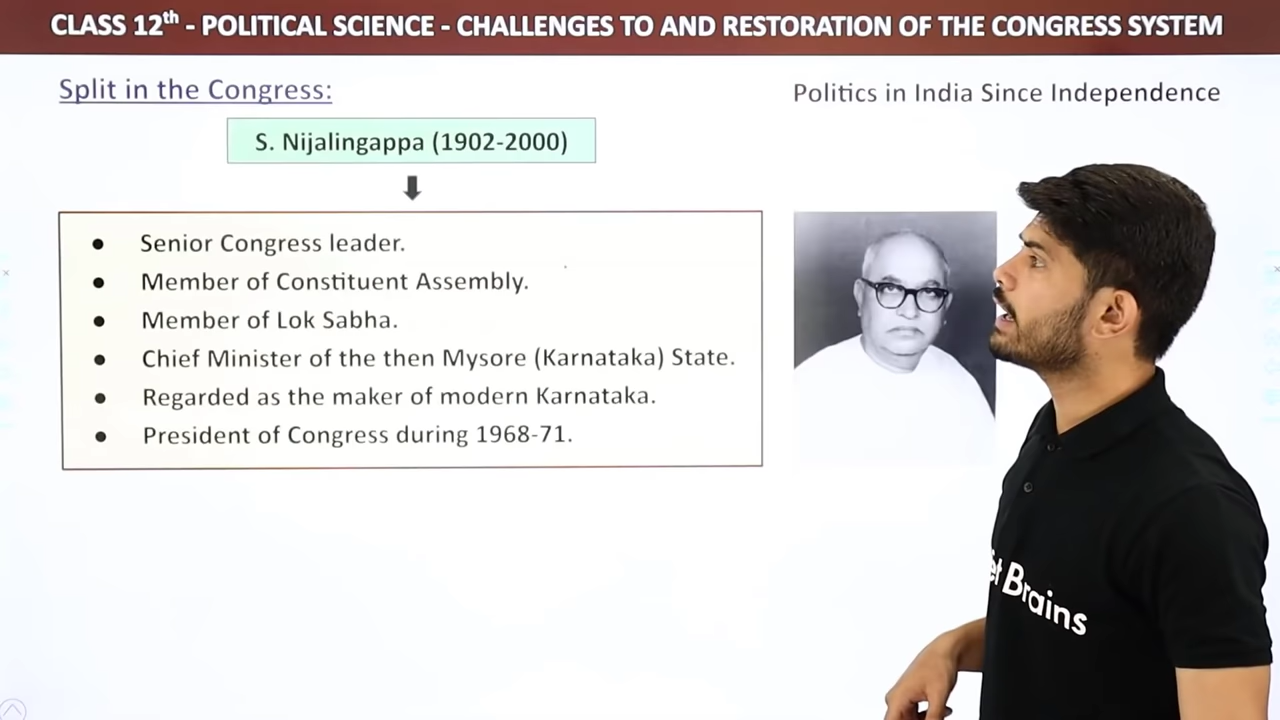 CLASS 12th - POLITICAL SCIENCE - CHALLENGES TO AND RESTORATION OF THE CONGRESS SYSTEM
Split in the Congress:
Politics in India Since Independence
S. Nijalingappa (1902-2000)
● Senior Congress leader.
● Member of Constituent Assembly.
● Member of Lok Sabha.
● Chief Minister of the then Mysore (Karnataka) State.
● Regarded as the maker of modern Karnataka.
● President of Congress during 1968-71.
Brains